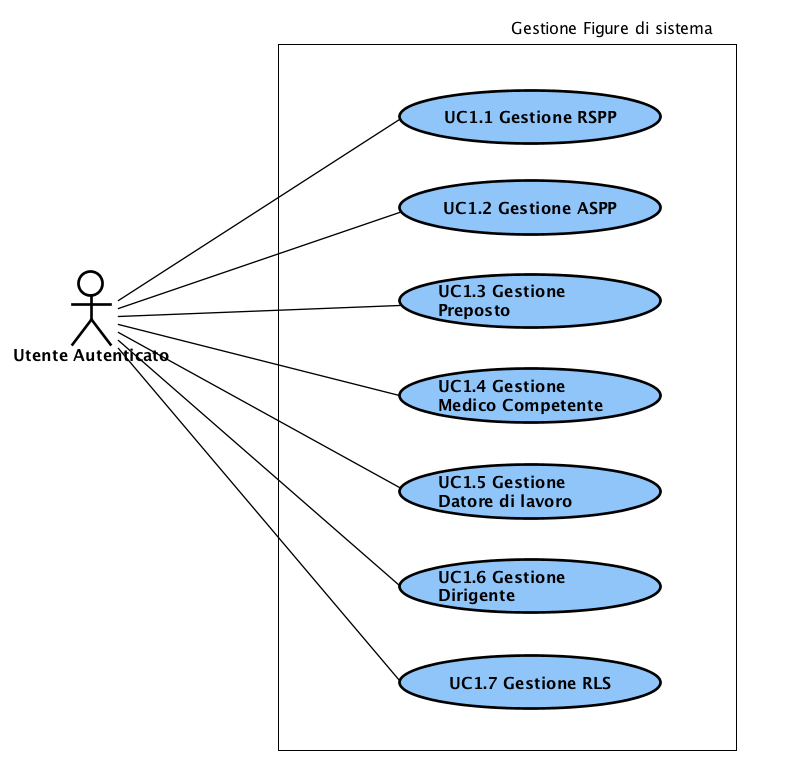 Gestione Figure di sistema
UC1.1 Gestione RSPP
UC1.2 Gestione ASPP
UC1.3 Gestione
Preposto
Utente Autenticato
UC1.4 Gestione
Medico Competente
UC1.5 Gestione
Datore di lavoro
UC1.6 Gestione
Dirigente
UC1.7 Gestione RLS